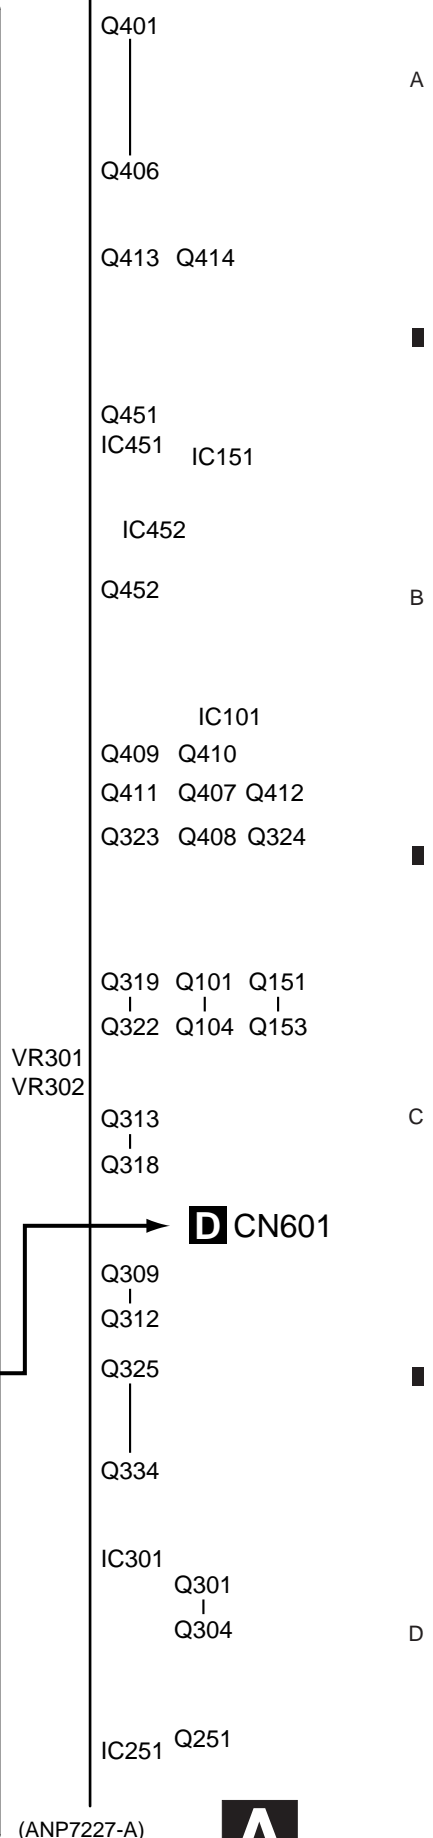 Q401
A
Q406
Q413 Q414
Q451
IC451 IC151
IC452
Q452
B
IC101
Q409 Q410
Q411 Q407 Q412
Q323 Q408 Q324
Q319 Q101 Q151
Q322 Q104 Q153
VR301
VR302
Q313
C
Q318
D CN601
Q309
Q312
Q325
Q334
IC301
Q301
Q304
D
IC251 Q251
(ANP7227-A)
A